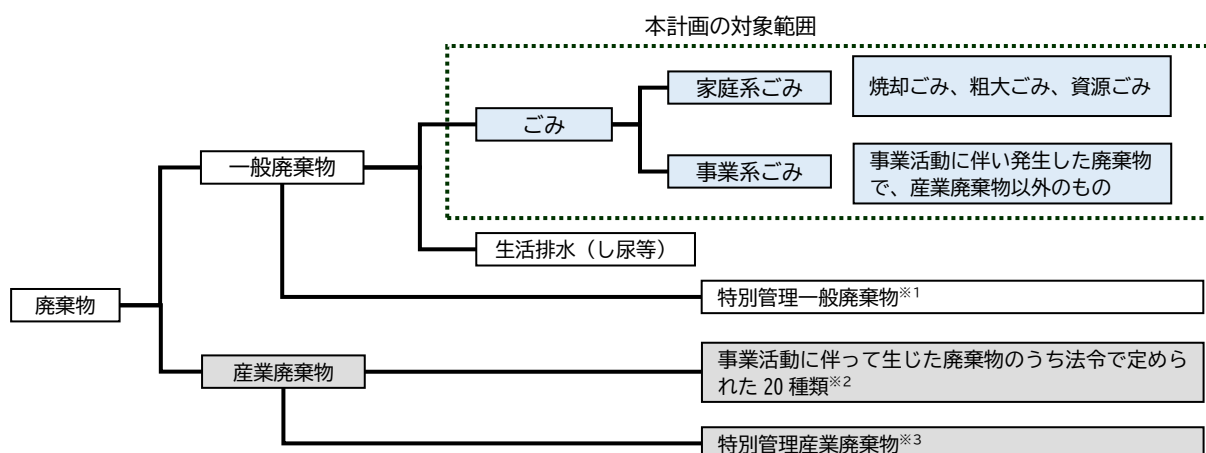 本計画の対象範囲
家庭系ごみ
焼却ごみ、粗大ごみ、資源ごみ
ごみ
一般廃棄物
事業系ごみ
事業活動に伴い発生した廃棄物
で、産業廃棄物以外のもの
生活排水（し尿等）
廃棄物
特別管理一般廃棄物※1
産業廃棄物
事業活動に伴って生じた廃棄物のうち法令で定めら
れた 20 種類※2
特別管理産業廃棄物※3